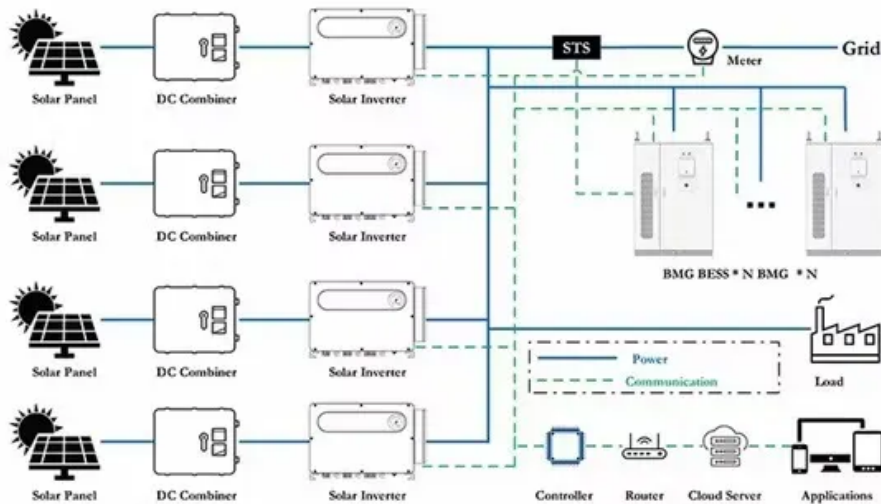 STS
Meter
Grid
Solar Panel
DC Combiner
Solar Inverter
Solar Panel
DC Combiner
Solar Inverter
BMG BESS * N BMG * N
Solar Panel
DC Combiner
Solar Inverter
Power
Communication
Load
Solar Panel
DC Combiner
Solar Inverter
Controller
Router
Cloud Server
Applications